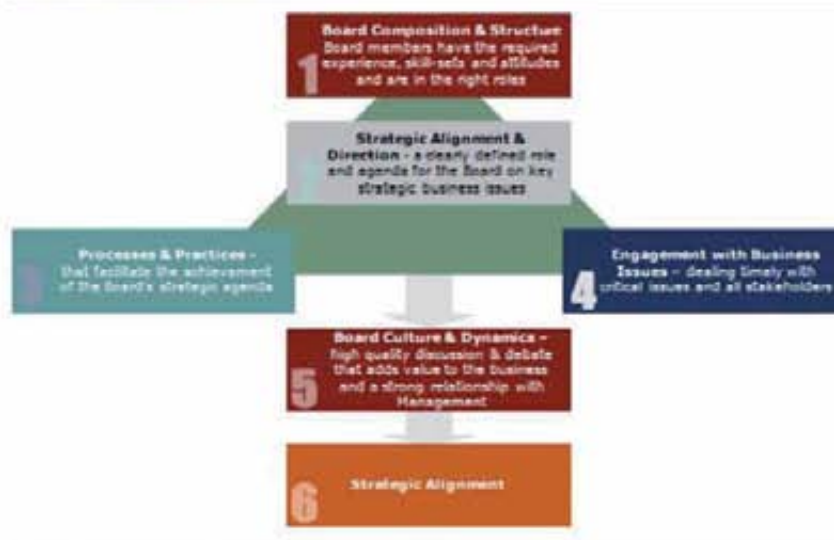 Board Composition & Structure
Board members have the required
experience, skill-sets and attitudes
and are in the right roles
1
Strategic Alignment &
Direction - a clearly defined role
and agenda for the Board on key
strategic business issues
2
Processes & Practices -
that facilitate the achievement
of the Board's strategic agenda
3
Engagement with Business
Issues – dealing timely with
critical issues and all stakeholders
4
Board Culture & Dynamics –
high quality discussion & debate
that adds value to the business
and a strong relationship with
Management
5
Strategic Alignment
6